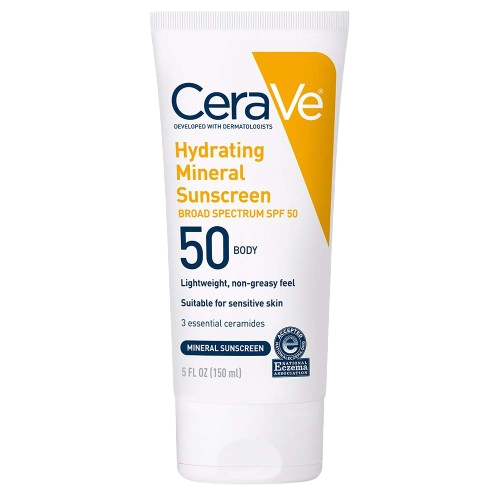 CeraVe
DEVELOPED WITH DERMATOLOGISTS
Hydrating
Mineral
Sunscreen
BROAD SPECTRUM SPF 50
50 BODY
Lightweight, non-greasy feel
Suitable for sensitive skin
3 essential ceramides
MINERAL SUNSCREEN
ACCEPTED
NATIONAL
Eczema
ASSOCIATION
5 FL OZ (150 ml)